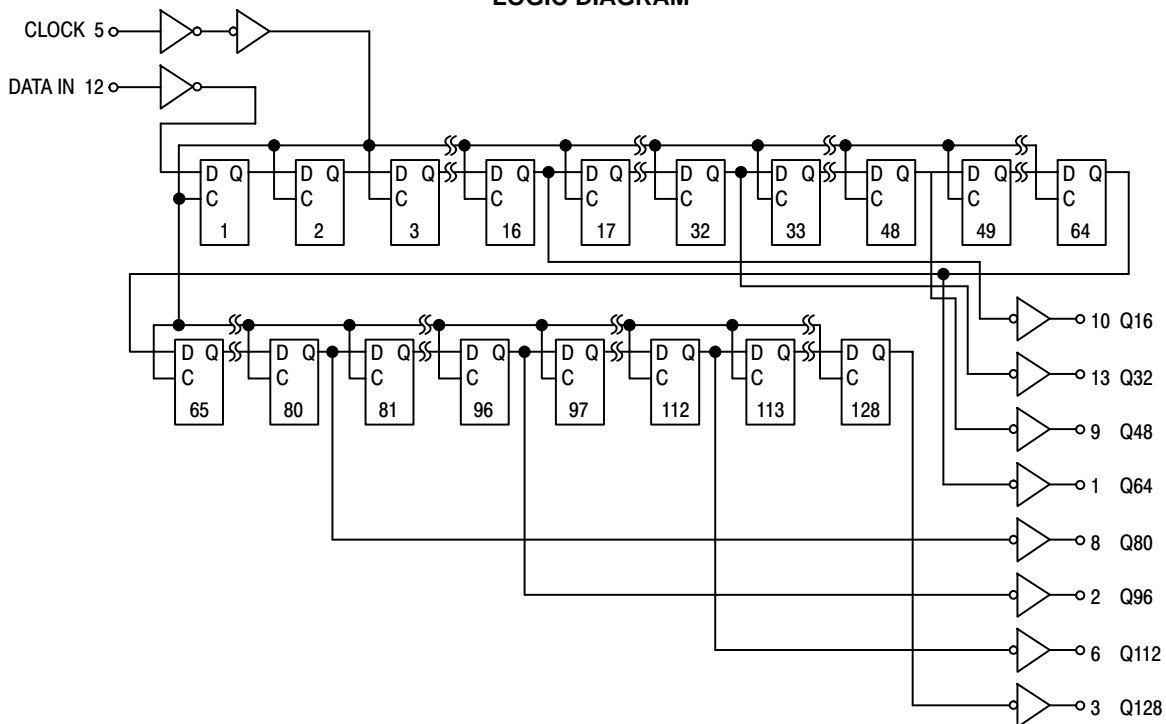 LOGIC DIAGRAM
CLOCK 5
DATA IN 12
D Q D Q D Q D Q D Q D Q D Q D Q D Q D Q
C C C C C C C C C C
1 2 3 16 17 32 33 48 49 64
10 Q16
D Q D Q D Q D Q D Q D Q D Q D Q
C C C C C C C C
13 Q32
65 80 81 96 97 112 113 128
9 Q48
1 Q64
8 Q80
2 Q96
6 Q112
3 Q128